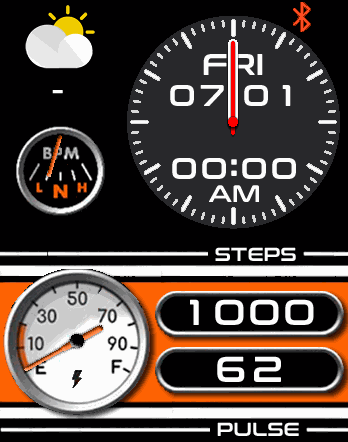 FRI
07 01
-
BPM
L N H
00:00
AM
STEPS
1000
50
30 70
10 90
E F
62
PULSE